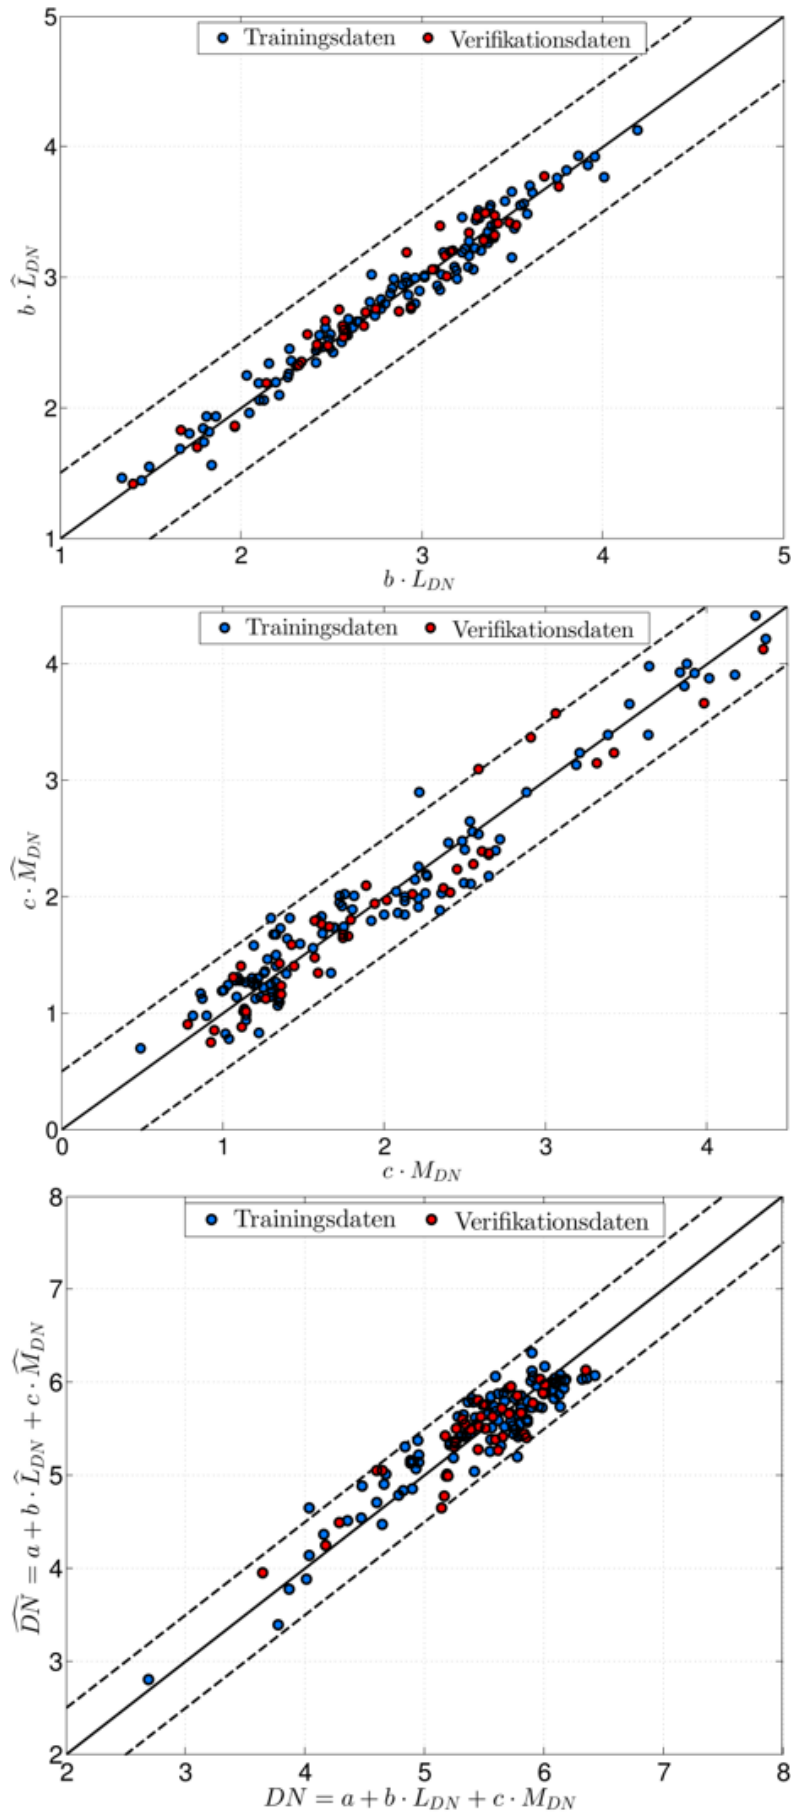 5
Trainingsdaten Verifikationsdaten
4
3
2
1
b · L̂_DN
1 2 3 4 5
b · L_DN
Trainingsdaten Verifikationsdaten
4
3
2
1
0
c · M̂_DN
0 1 2 3 4
c · M_DN
8
Trainingsdaten Verifikationsdaten
7
6
5
4
3
2
D̂N = a + b · L̂_DN + c · M̂_DN
2 3 4 5 6 7 8
DN = a + b · L_DN + c · M_DN